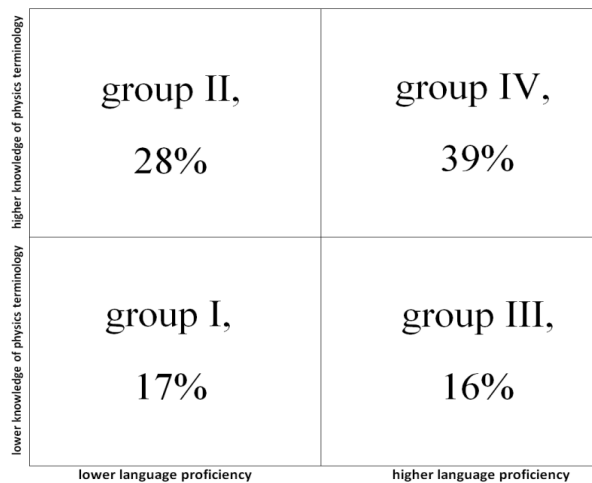 higher knowledge of physics terminology
group II,
28%
group IV,
39%
lower knowledge of physics terminology
group I,
17%
group III,
16%
lower language proficiency
higher language proficiency